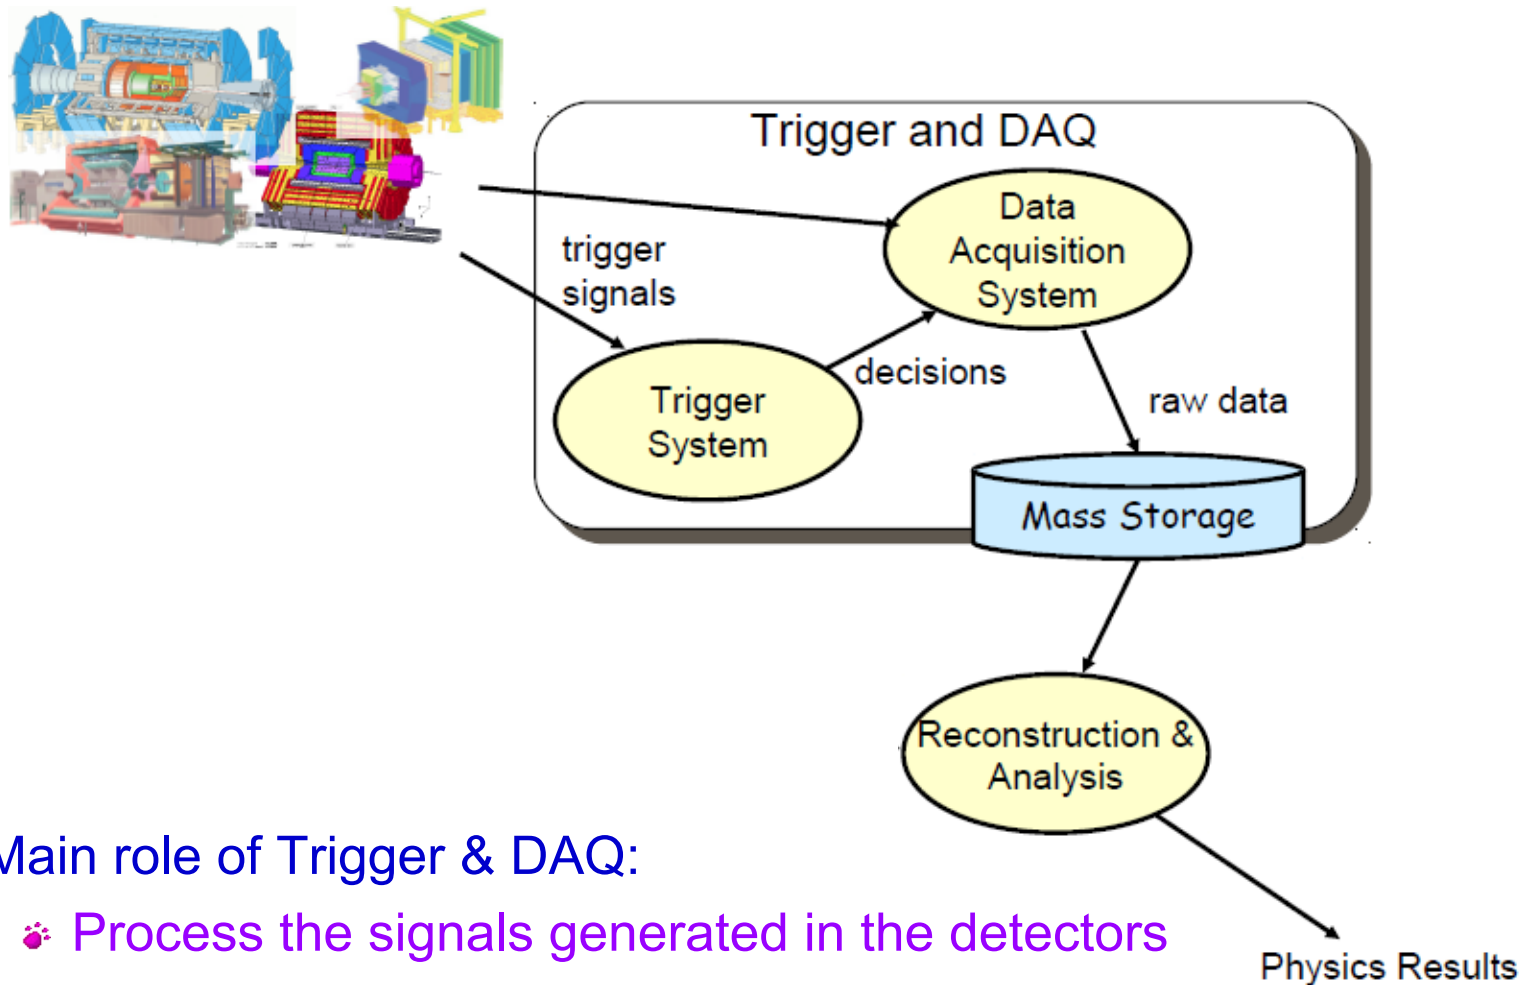 Trigger and DAQ
Data
Acquisition
System
trigger
signals
decisions
Trigger
System
raw data
Mass Storage
Reconstruction &
Analysis
Main role of Trigger & DAQ:
Process the signals generated in the detectors
Physics Results